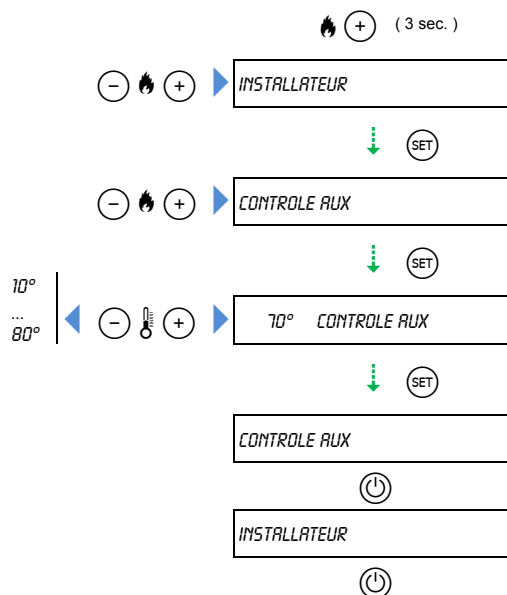 + ( 3 sec. )
− + INSTALLATEUR
SET
− + CONTROLE AUX
SET
10°
...
80°
− + 70° CONTROLE AUX
SET
CONTROLE AUX
INSTALLATEUR